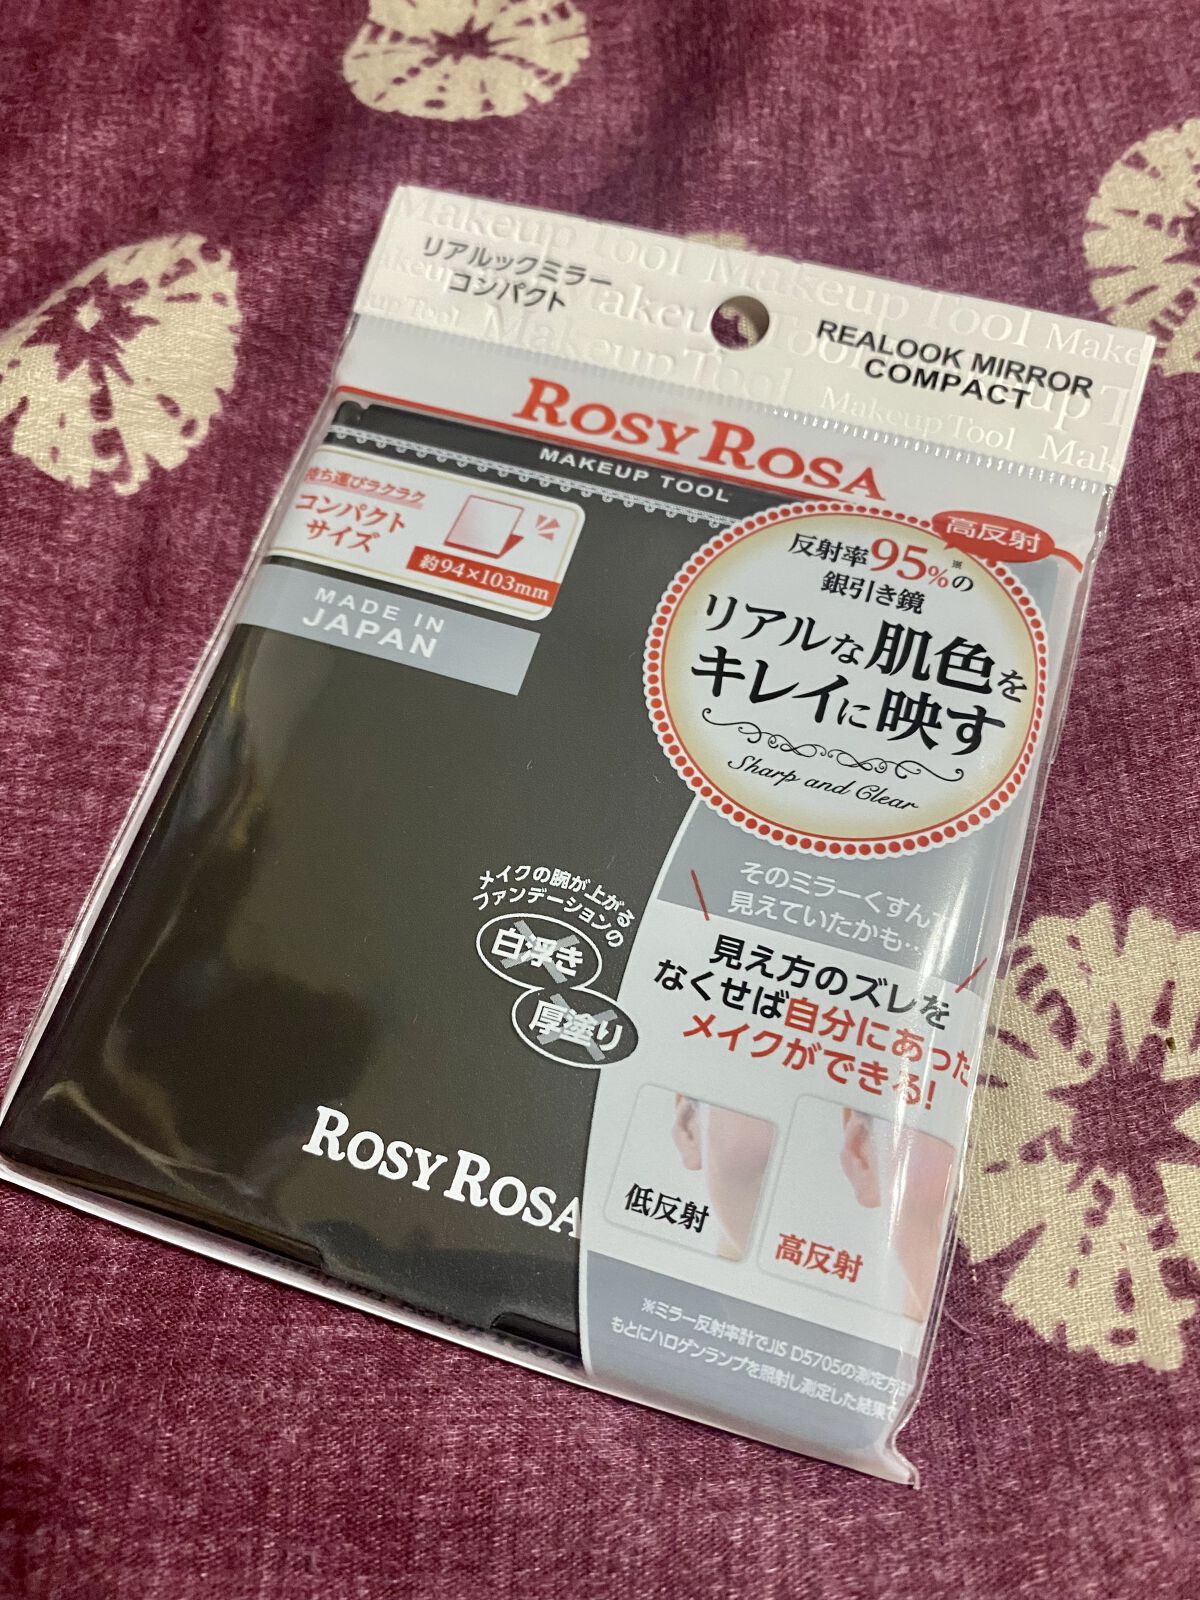 リアルックミラー
コンパクト
REALOOK MIRROR
COMPACT
ROSY ROSA
MAKEUP TOOL
持ち運びラクラク
コンパクト
サイズ
約94×103mm
MADE IN
JAPAN
高反射
反射率95%※の
銀引き鏡
リアルな肌色を
キレイに映す
Sharp and Clear
そのミラーくすんで
見えていたかも…
見え方のズレを
なくせば自分にあった
メイクができる!
メイクの腕が上がる
ファンデーションの
白浮き
厚塗り
ROSY ROSA
低反射
高反射
※ミラー反射率計でJIS D5705の測定方法
もとにハロゲンランプを照射し測定した結果で